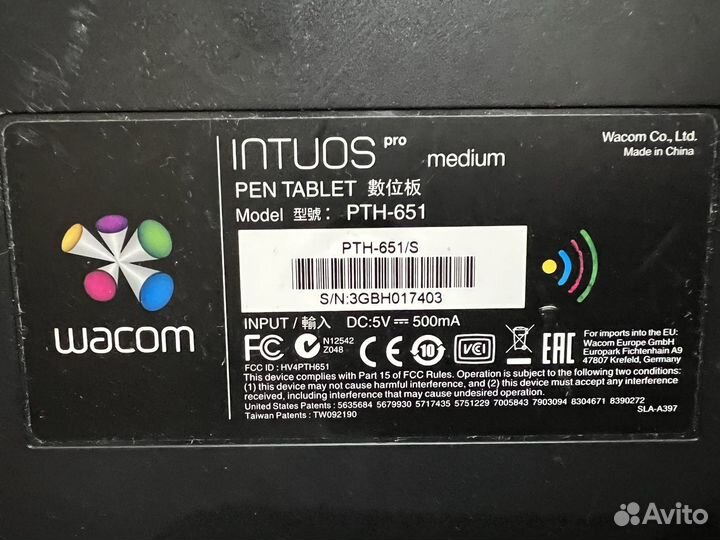 wacom
INTUOS pro medium
PEN TABLET 數位板
Model 型號： PTH-651
Wacom Co., Ltd.
Made in China
PTH-651/S
S/N:3GBH017403
INPUT / 輸入 DC:5V 500mA
FC N12542 Z048 CE 10 VCI EAC
FCC ID : HV4PTH651
For imports into the EU:
Wacom Europe GmbH
Europark Fichtenhain A9
47807 Krefeld, Germany
This device complies with Part 15 of FCC Rules. Operation is subject to the following two conditions:
(1) this device may not cause harmful interference, and (2) this device must accept any interference
received, including interference that may cause undesired operation.
United States Patents : 5635684 5679930 5717435 5751229 7005843 7903094 8304671 8390272
Taiwan Patents : TW092190
SLA-A397
Avito